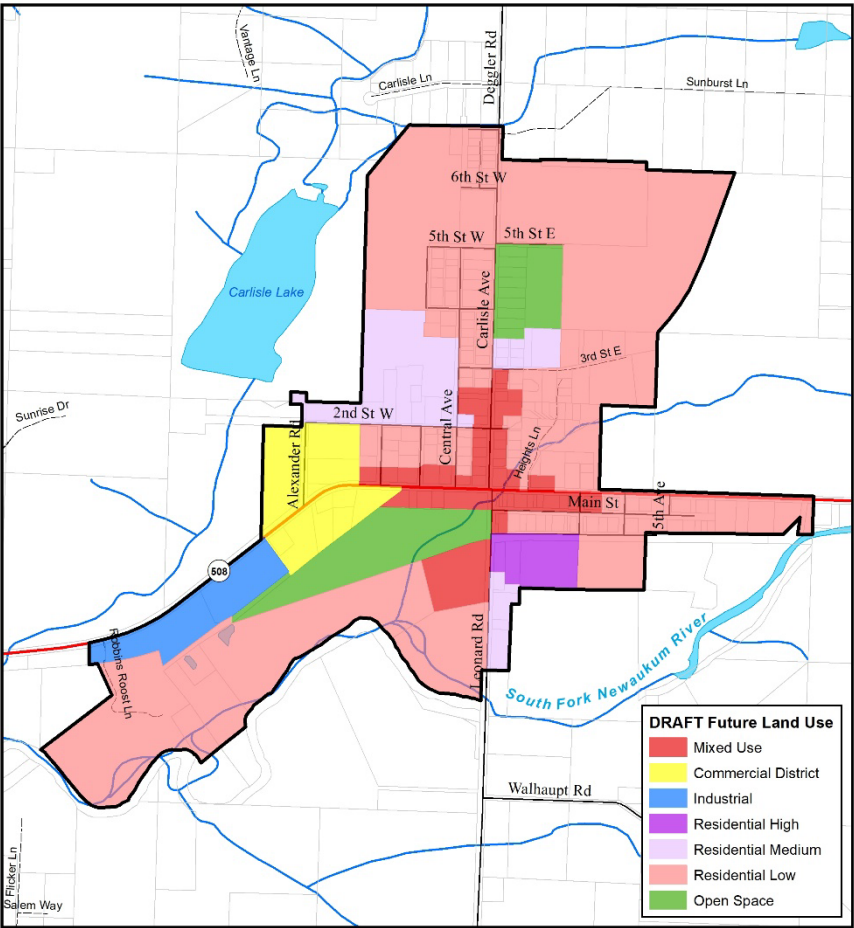 Vantage Ln
Deggler Rd
Carlisle Ln
Sunburst Ln
6th St W
5th St W
5th St E
Carlisle Lake
Carlisle Ave
3rd St E
Sunrise Dr
2nd St W
Central Ave
Alexander Rd
Heights Ln
Main St
5th Ave
508
Robbins Roost Ln
Leonard Rd
South Fork Newaukum River
Walhaupt Rd
Flicker Ln
Salem Way
DRAFT Future Land Use
Mixed Use
Commercial District
Industrial
Residential High
Residential Medium
Residential Low
Open Space